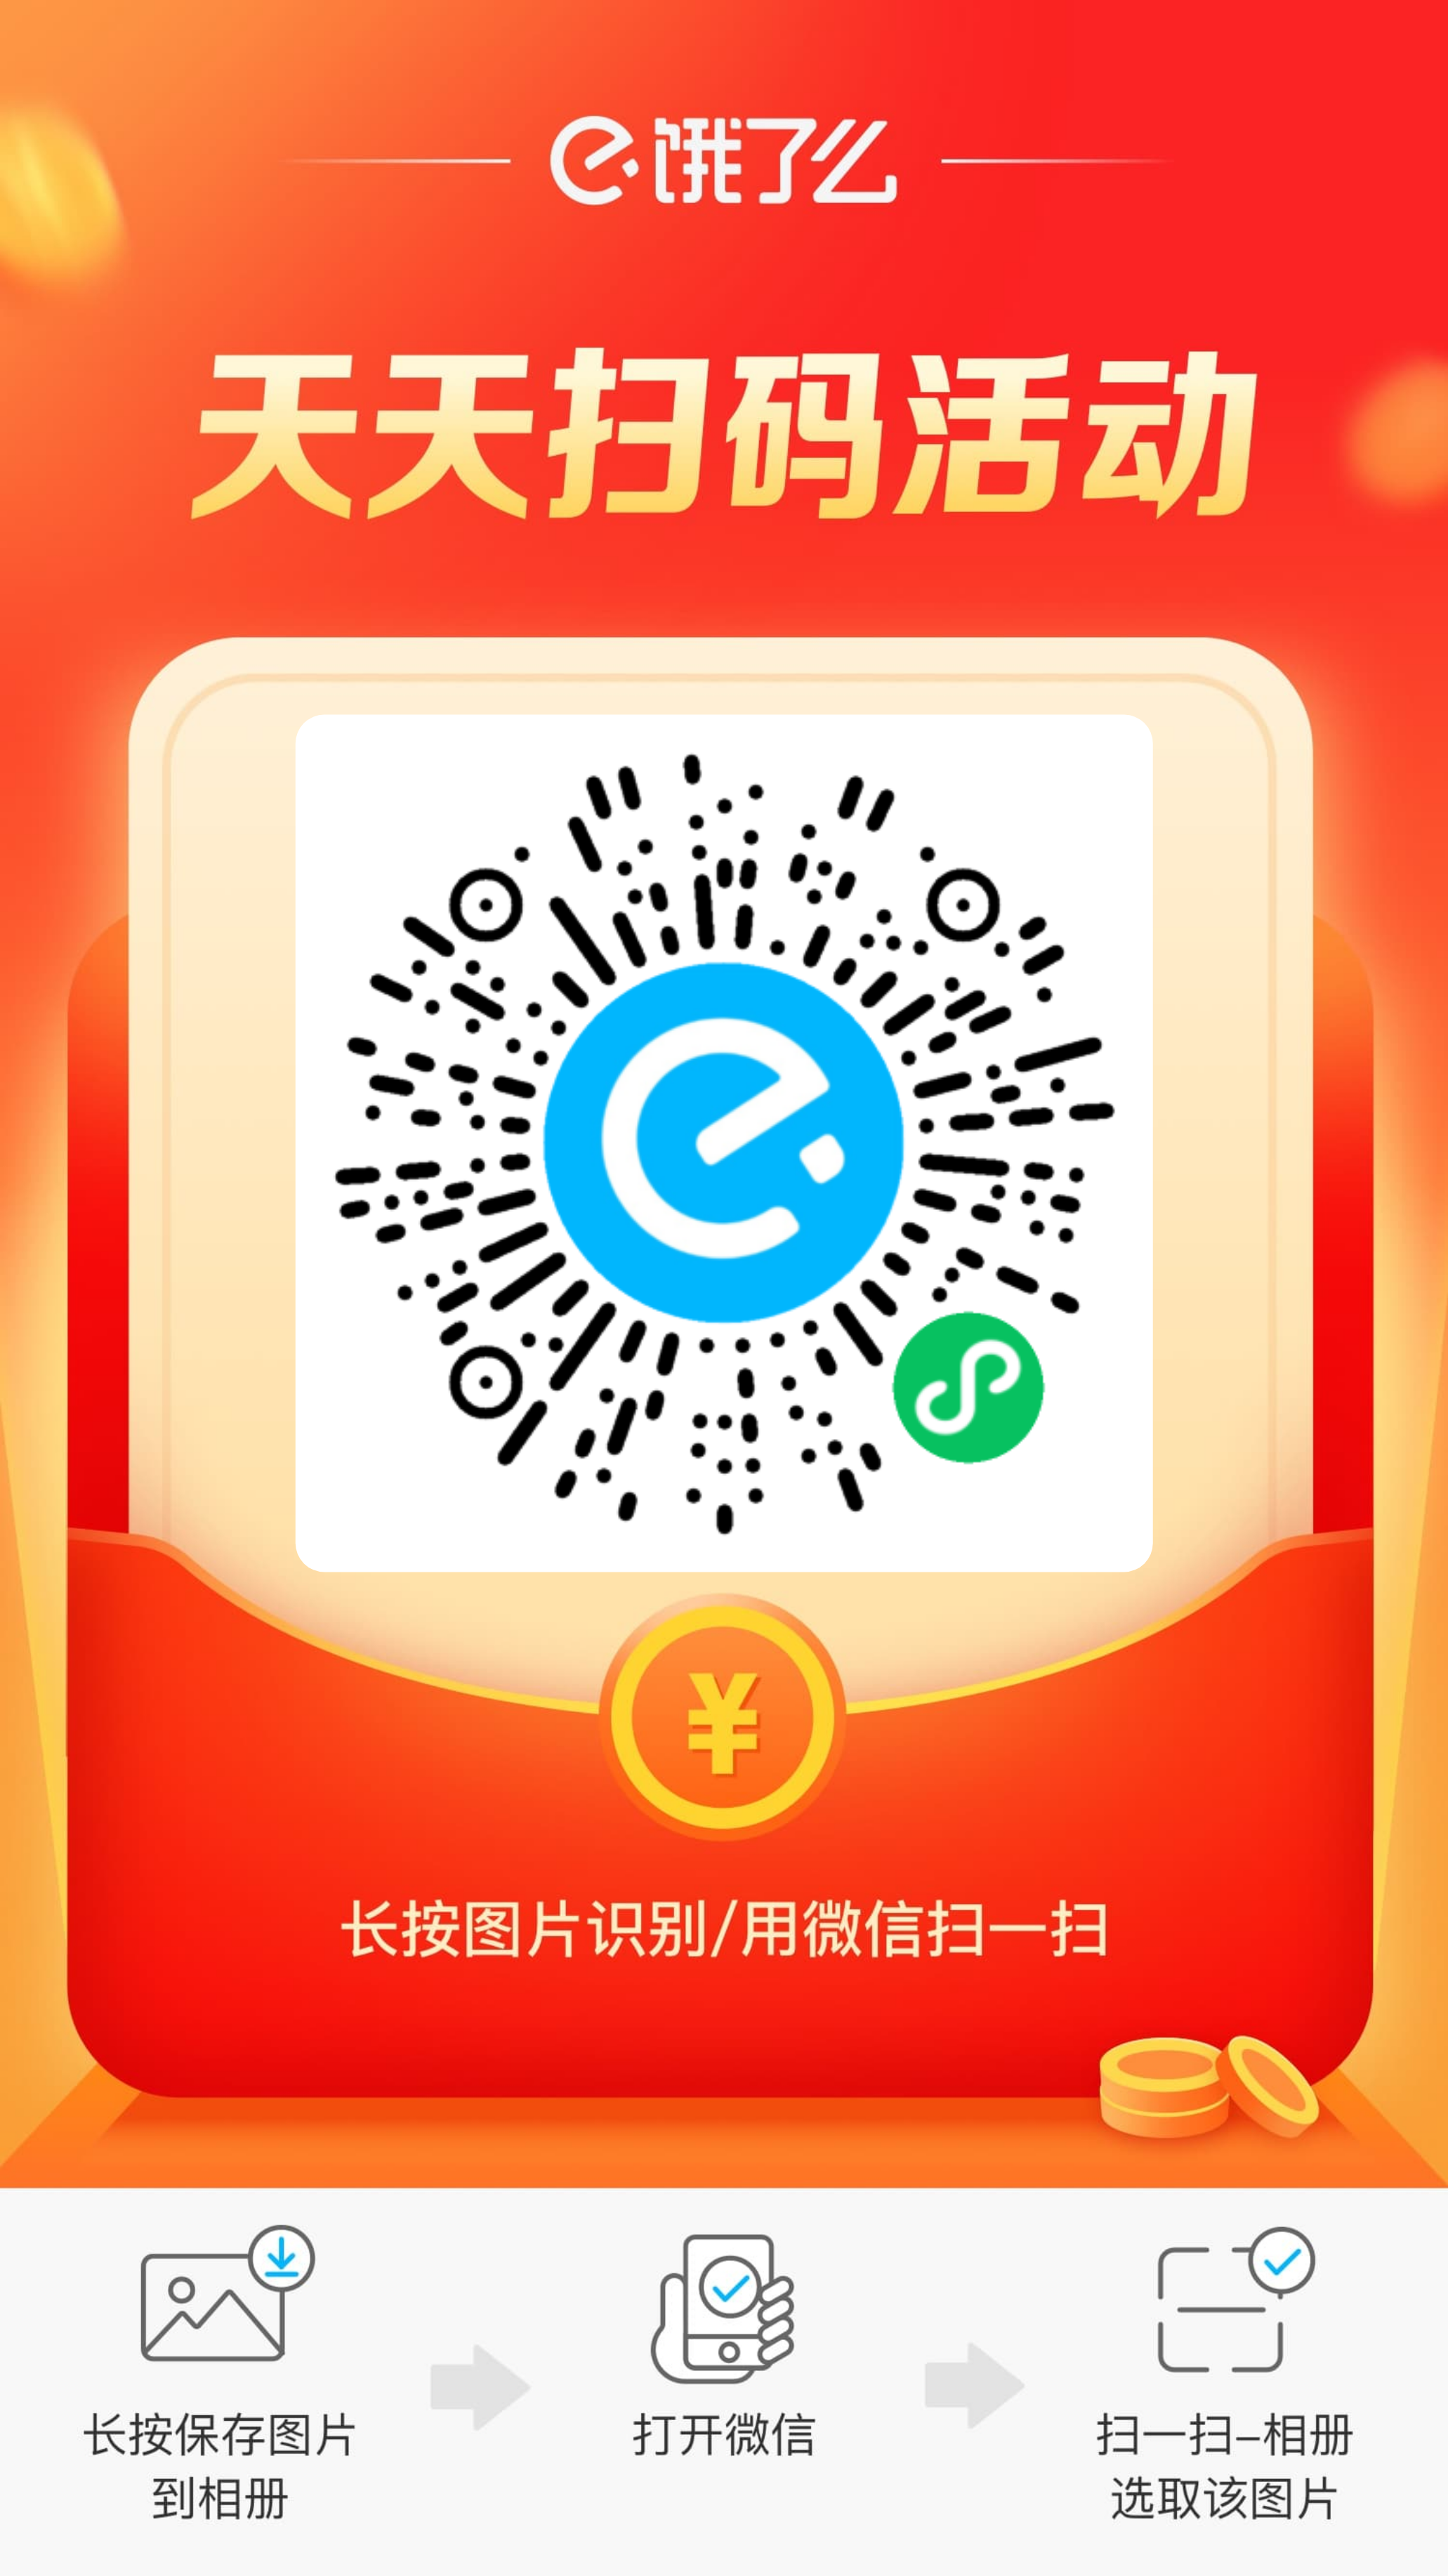 饿了么
天天扫码活动
¥
长按图片识别/用微信扫一扫
长按保存图片
到相册
打开微信
扫一扫-相册
选取该图片